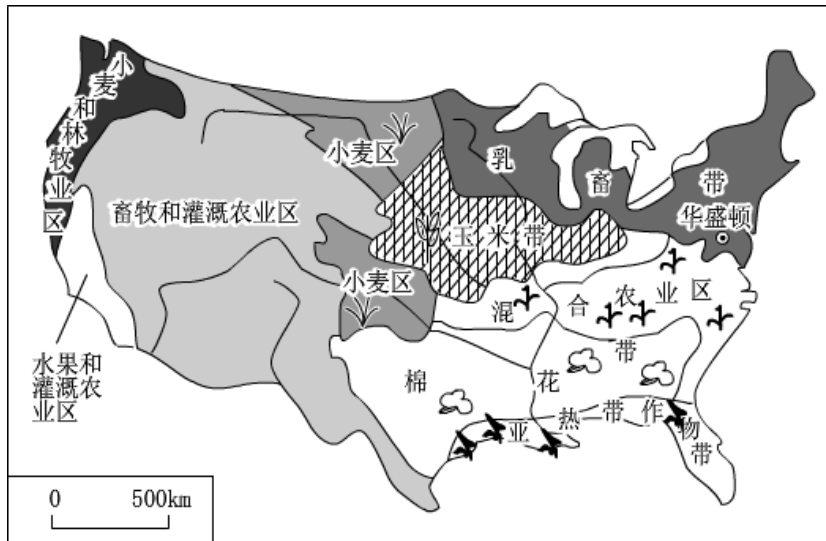 小麦和林牧业区
小麦区
乳畜带
华盛顿
畜牧和灌溉农业区
玉米带
小麦区
混合农业区
水果和
灌溉农
业区
棉花带
亚热带作物带
0 500km